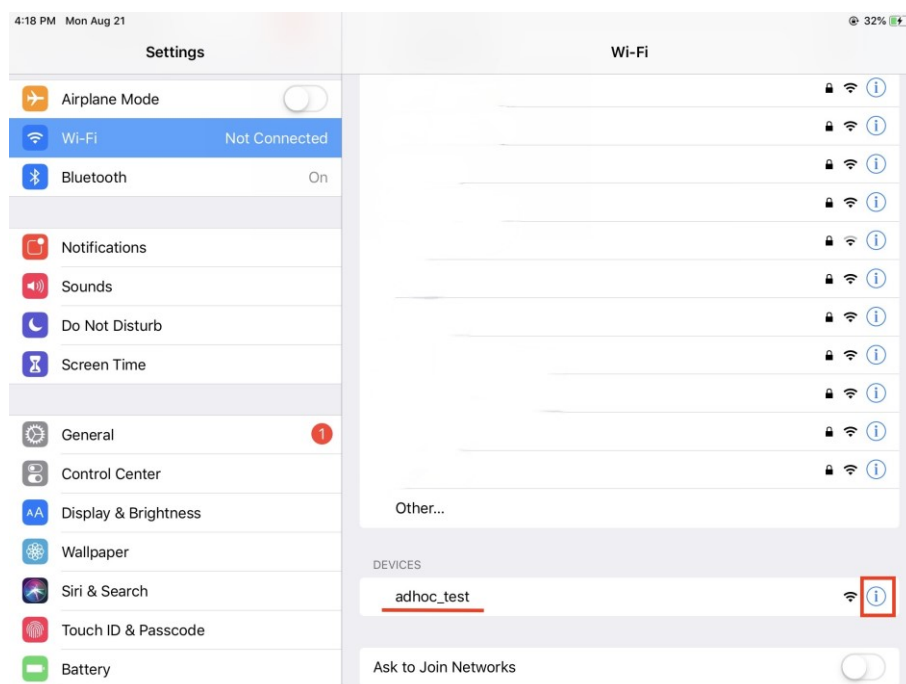 4:18 PM Mon Aug 21
32%
Settings
Wi-Fi
Airplane Mode
Wi-Fi Not Connected
Bluetooth On
Notifications
Sounds
Do Not Disturb
Screen Time
General 1
Control Center
AA Display & Brightness
Wallpaper
Siri & Search
Touch ID & Passcode
Battery
Other...
DEVICES
adhoc_test
Ask to Join Networks